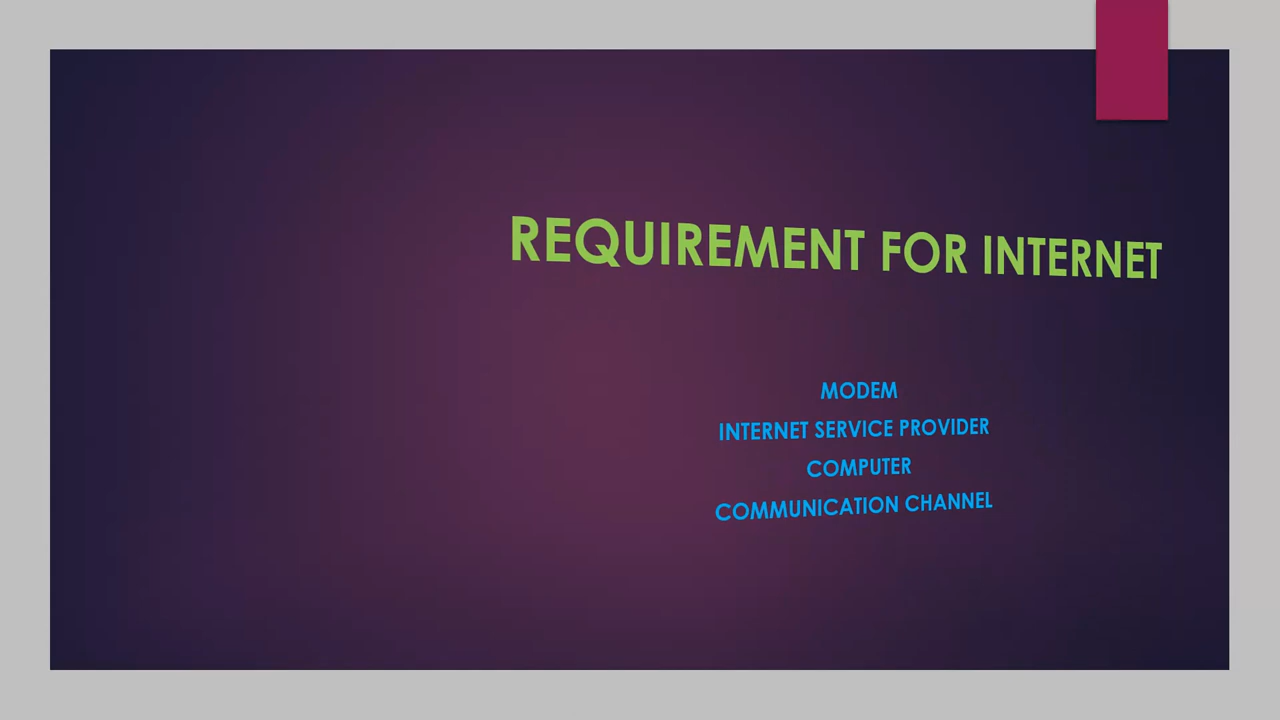 REQUIREMENT FOR INTERNET
MODEM
INTERNET SERVICE PROVIDER
COMPUTER
COMMUNICATION CHANNEL